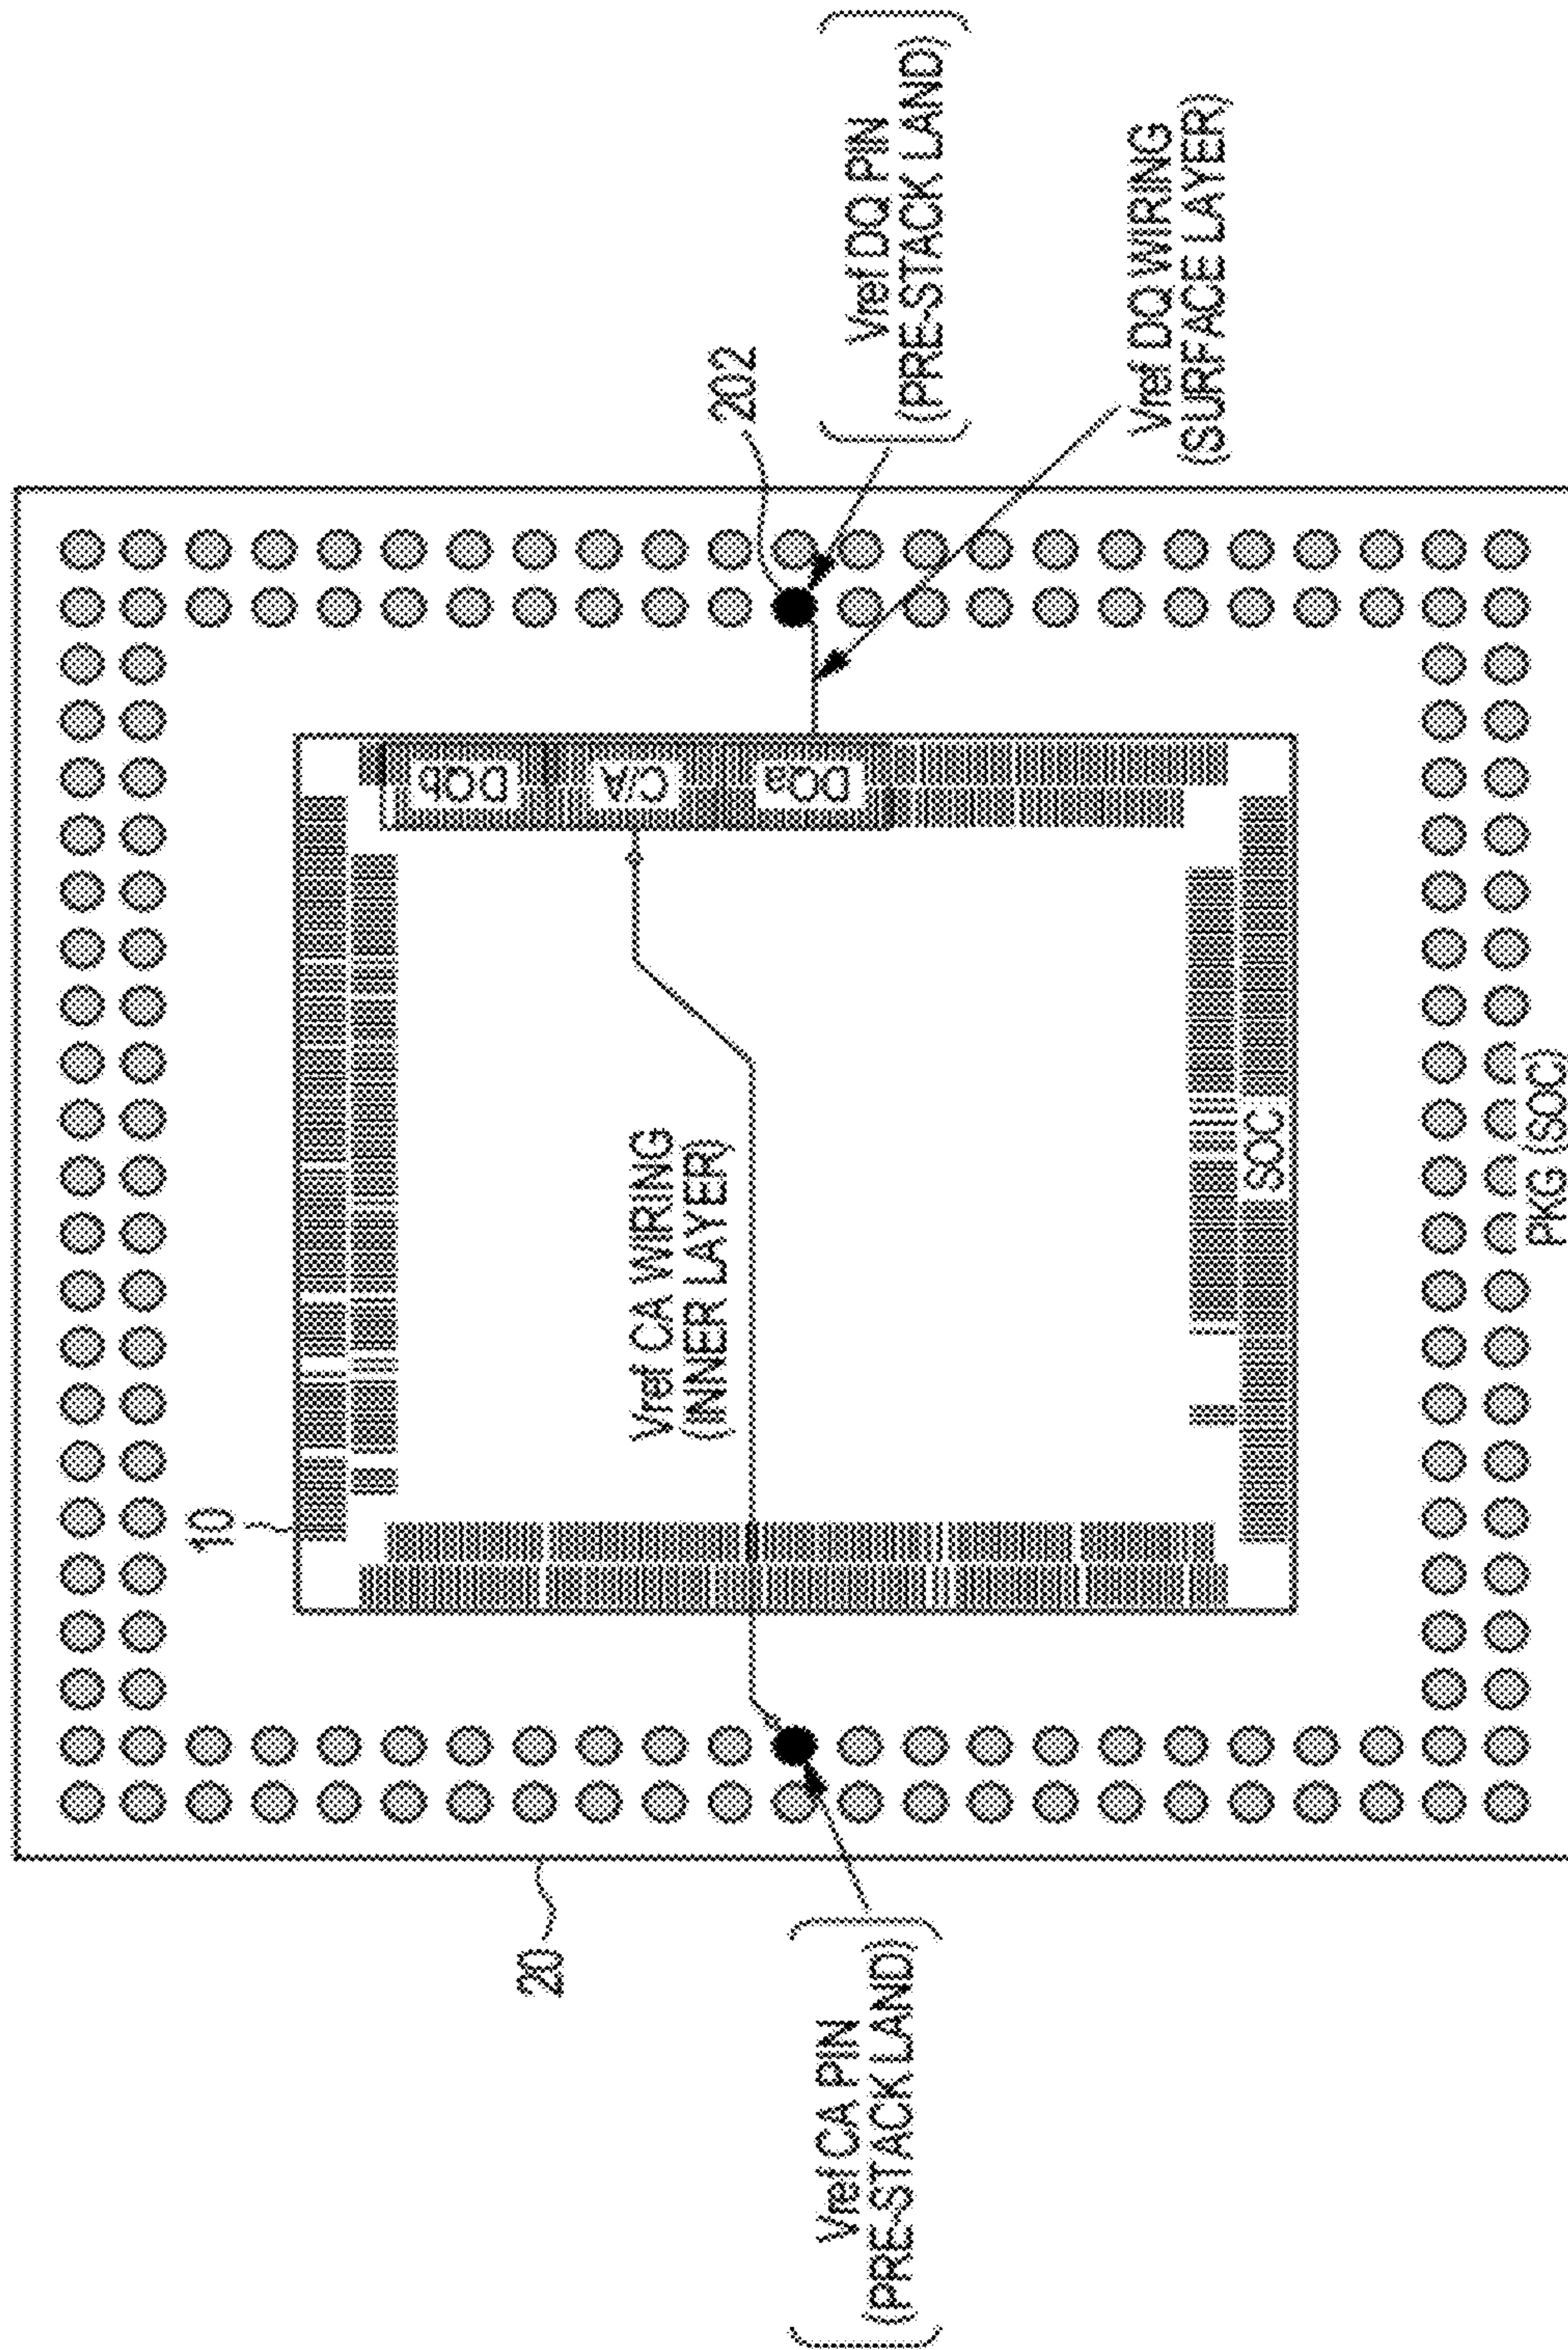 10
20
Vref CA PIN
(PRE-STACK LAND)
Vref CA WIRING
(INNER LAYER)
DQb
C/A
DQa
SOC
PKG (SOC)
202
Vref DQ PIN
(PRE-STACK LAND)
Vref DQ WIRING
(SURFACE LAYER)